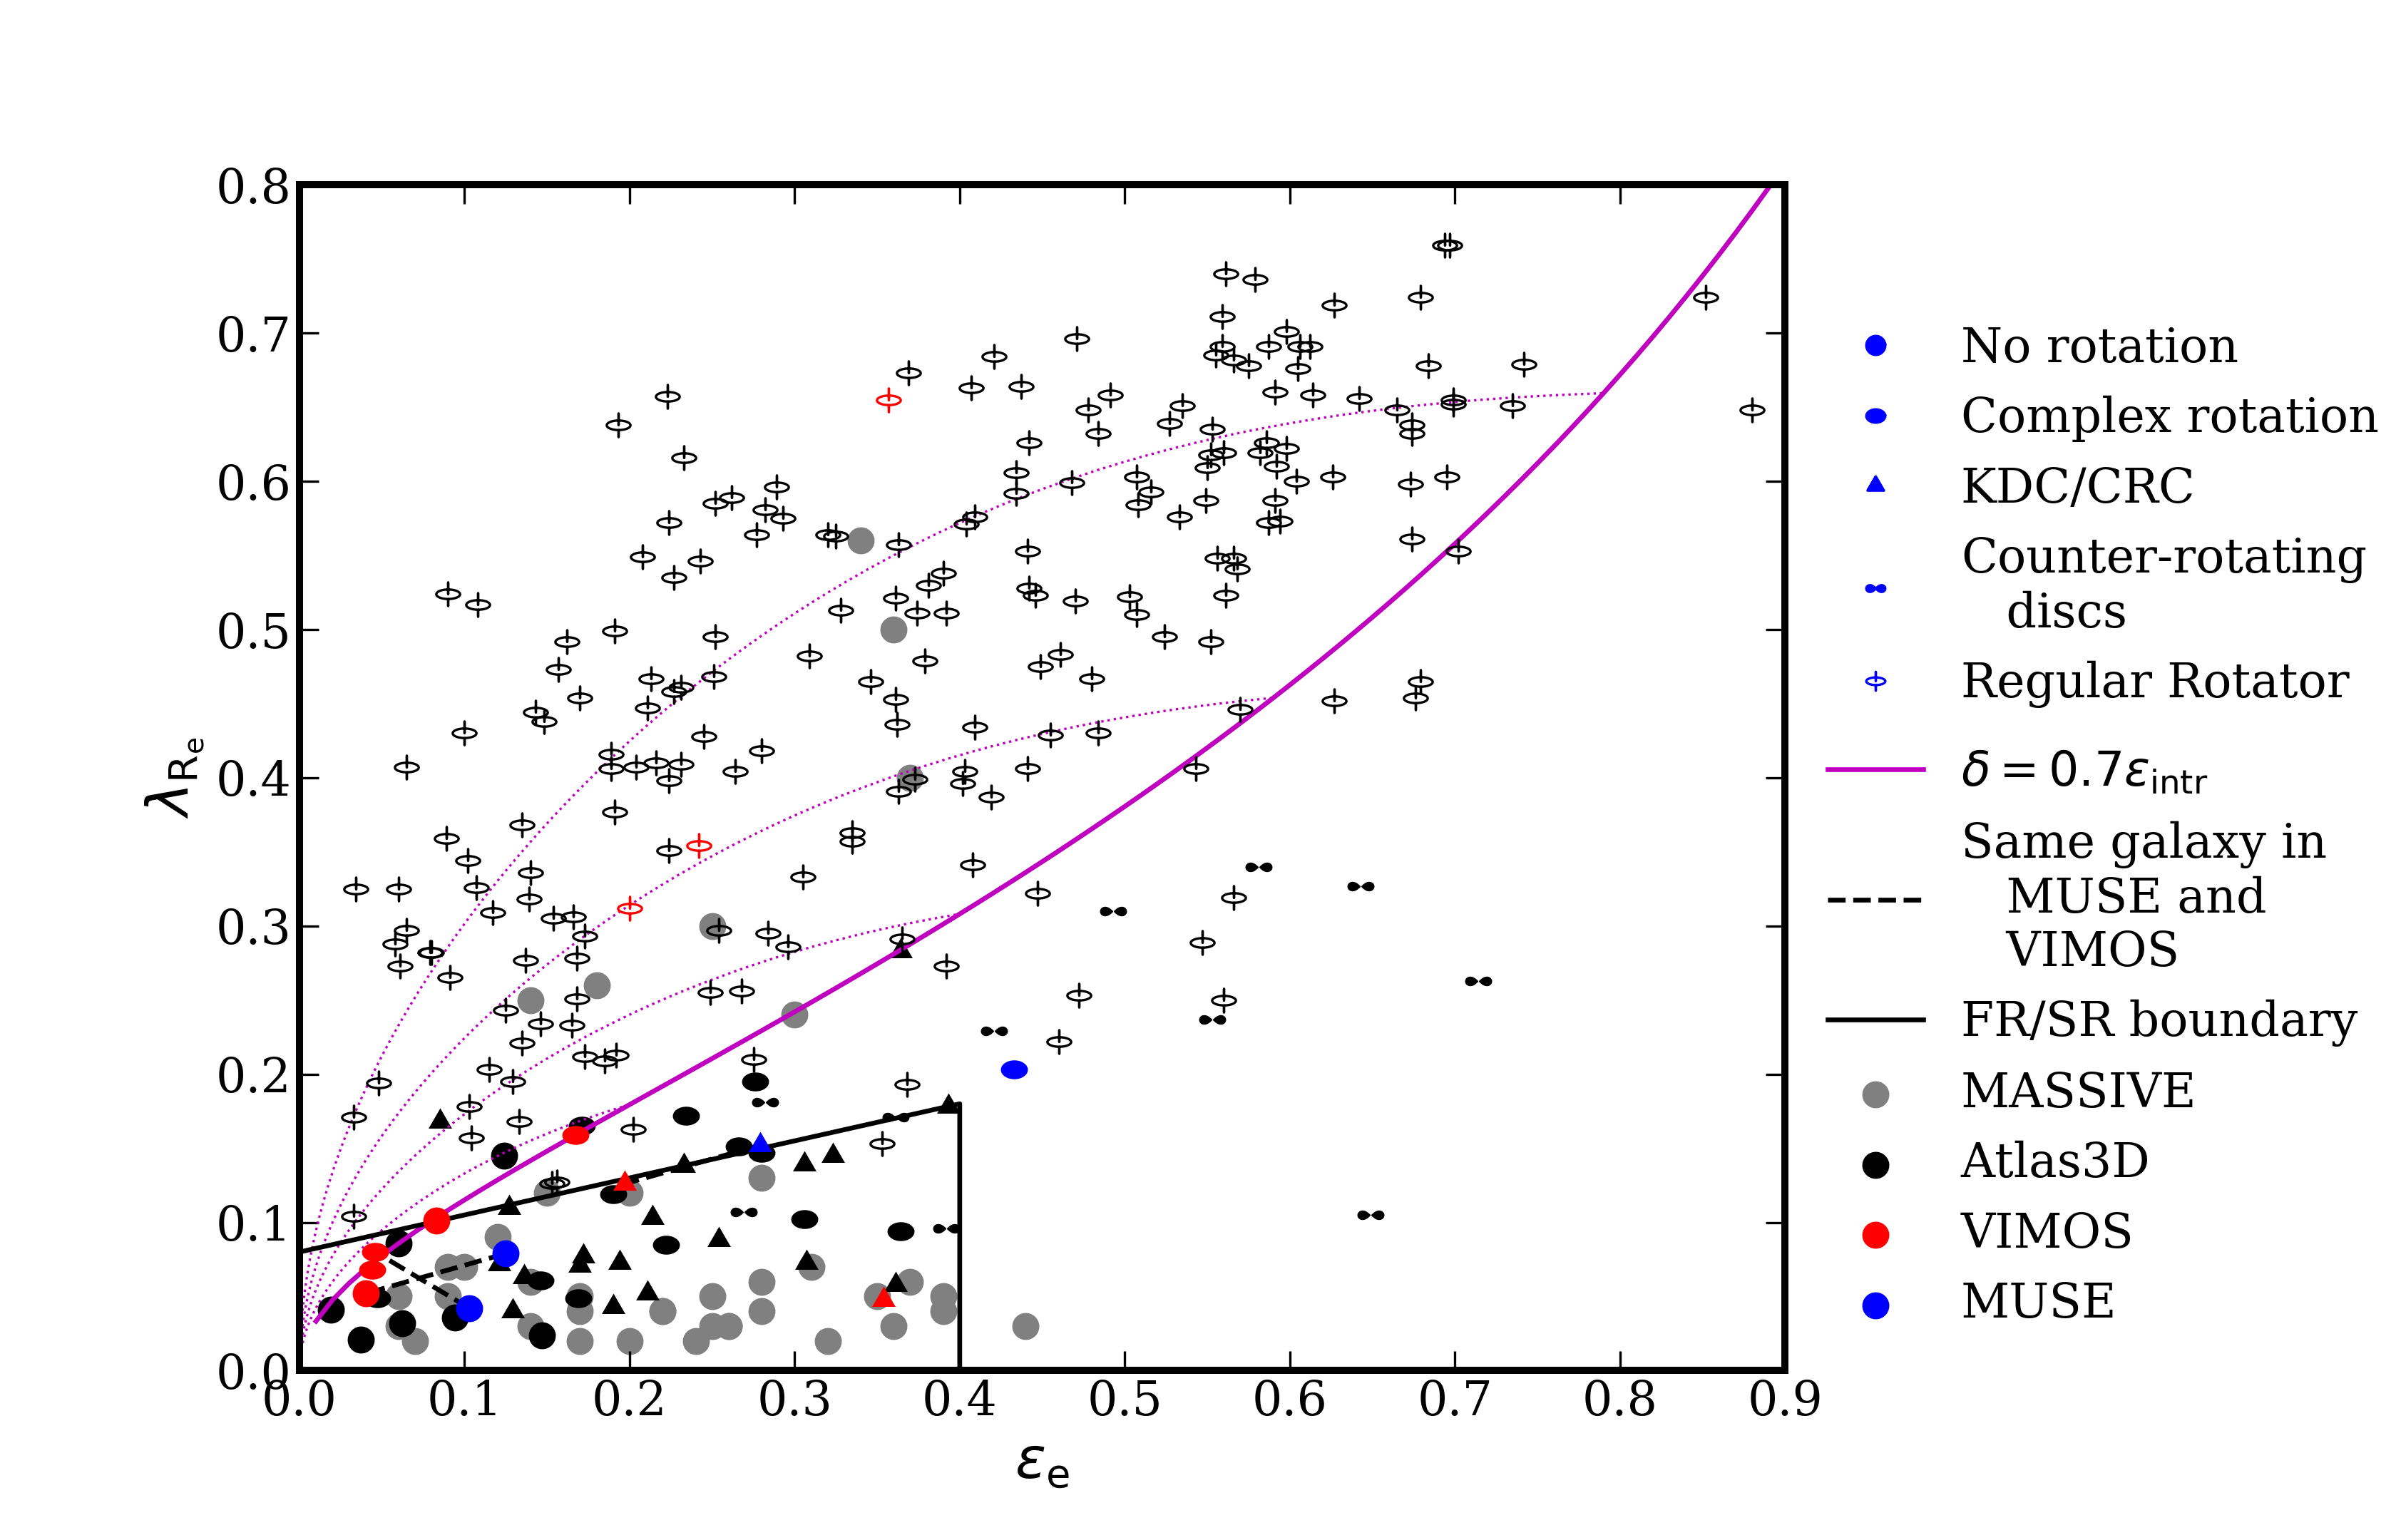 0.8
0.7
0.6
0.5
0.4
0.3
0.2
0.1
0.0
0.0 0.1 0.2 0.3 0.4 0.5 0.6 0.7 0.8 0.9
λRe
εe
No rotation
Complex rotation
KDC/CRC
Counter-rotating
discs
Regular Rotator
δ = 0.7εintr
Same galaxy in
MUSE and
VIMOS
FR/SR boundary
MASSIVE
Atlas3D
VIMOS
MUSE